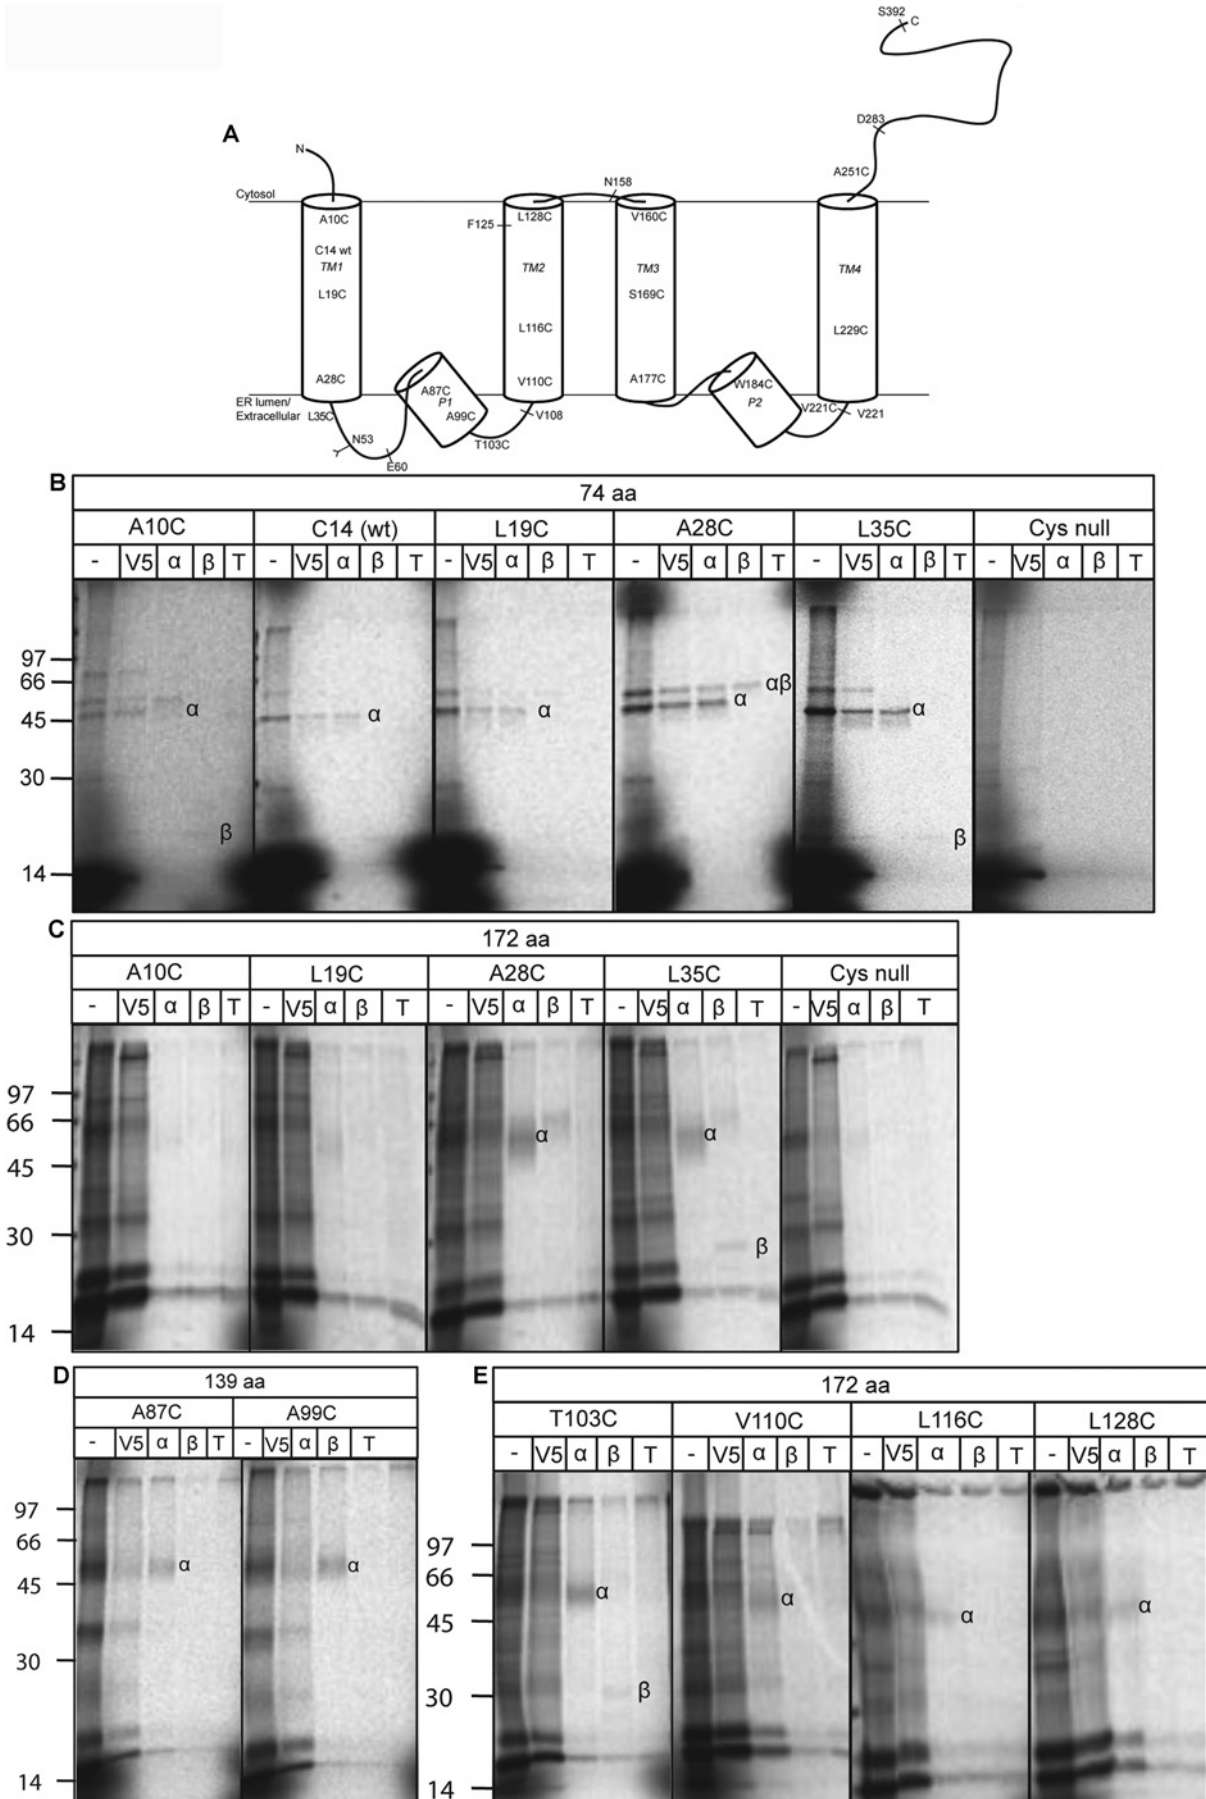 S392
C
D283
A
N
A251C
N158
Cytosol
A10C
F125
L128C
V160C
C14 wt
TM1
TM2
TM3
TM4
L19C
S169C
L116C
L229C
A28C
V110C
A177C
ER lumen/
Extracellular
L35C
A87C
P1
A99C
V108
W184C
P2
V221C
V221
N53
T103C
E60
B
74 aa
A10C C14 (wt) L19C A28C L35C Cys null
- V5 α β T - V5 α β T - V5 α β T - V5 α β T - V5 α β T - V5 α β T
97
66
αβ
α α α α α
45
30
β β
14
C
172 aa
A10C L19C A28C L35C Cys null
- V5 α β T - V5 α β T - V5 α β T - V5 α β T - V5 α β T
97
66
α α
45
30
β
14
D
139 aa
A87C A99C
- V5 α β T - V5 α β T
97
66
α α
45
30
14
E
172 aa
T103C V110C L116C L128C
- V5 α β T - V5 α β T - V5 α β T - V5 α β T
97
66
α α α α
45
30
β
14